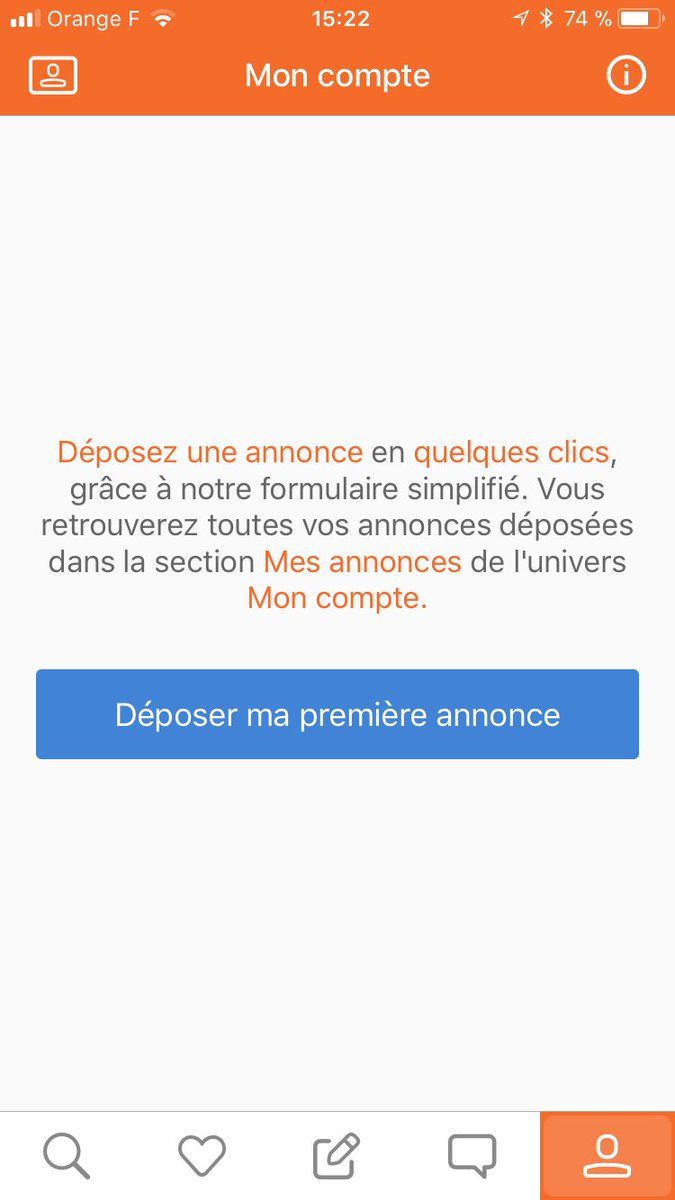 Orange F 15:22 74 %
Mon compte
Déposez une annonce en quelques clics,
grâce à notre formulaire simplifié. Vous
retrouverez toutes vos annonces déposées
dans la section Mes annonces de l'univers
Mon compte.
Déposer ma première annonce